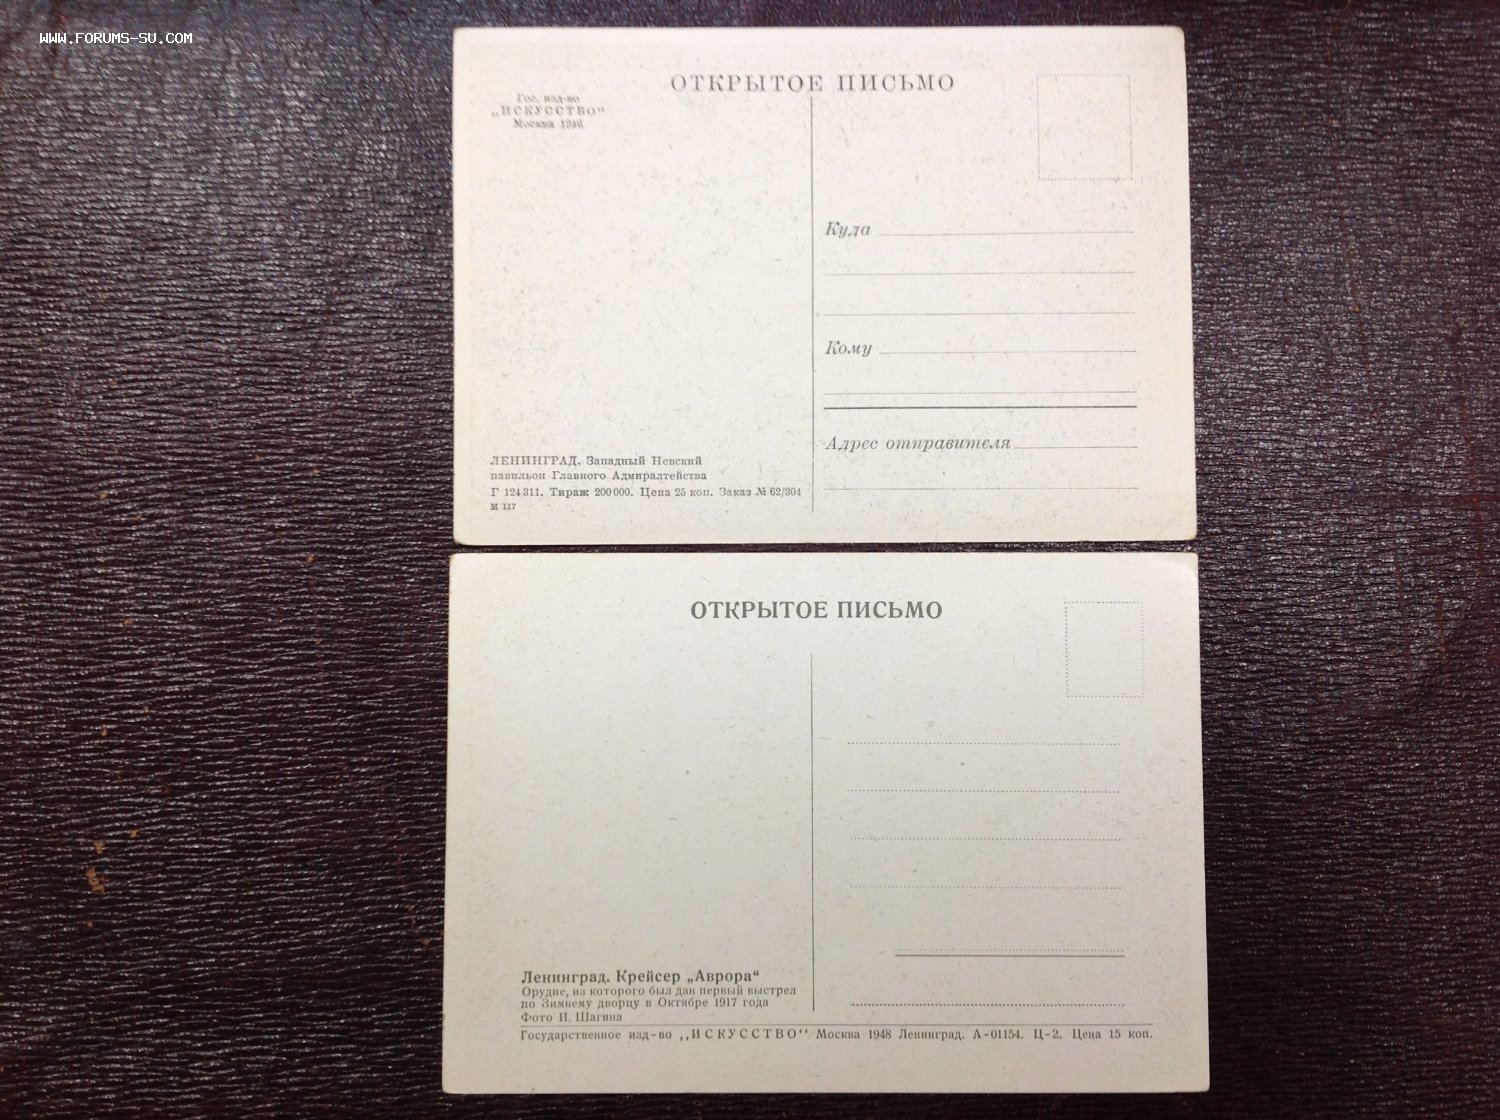 www.forums-su.com
ОТКРЫТОЕ ПИСЬМО
Гос. изд-во
„ИСКУССТВО“
Москва 1946
Куда
Кому
Адрес отправителя
ЛЕНИНГРАД. Западный Невский
павильон Главного Адмиралтейства
Г 124311. Тираж 200000. Цена 25 коп. Заказ № 62/304
М 117
ОТКРЫТОЕ ПИСЬМО
Ленинград. Крейсер „Аврора“
Орудие, из которого был дан первый выстрел
по Зимнему дворцу в Октябре 1917 года
Фото И. Шагина
Государственное изд-во „ИСКУССТВО“ Москва 1948 Ленинград. А-01154. Ц-2. Цена 15 коп.